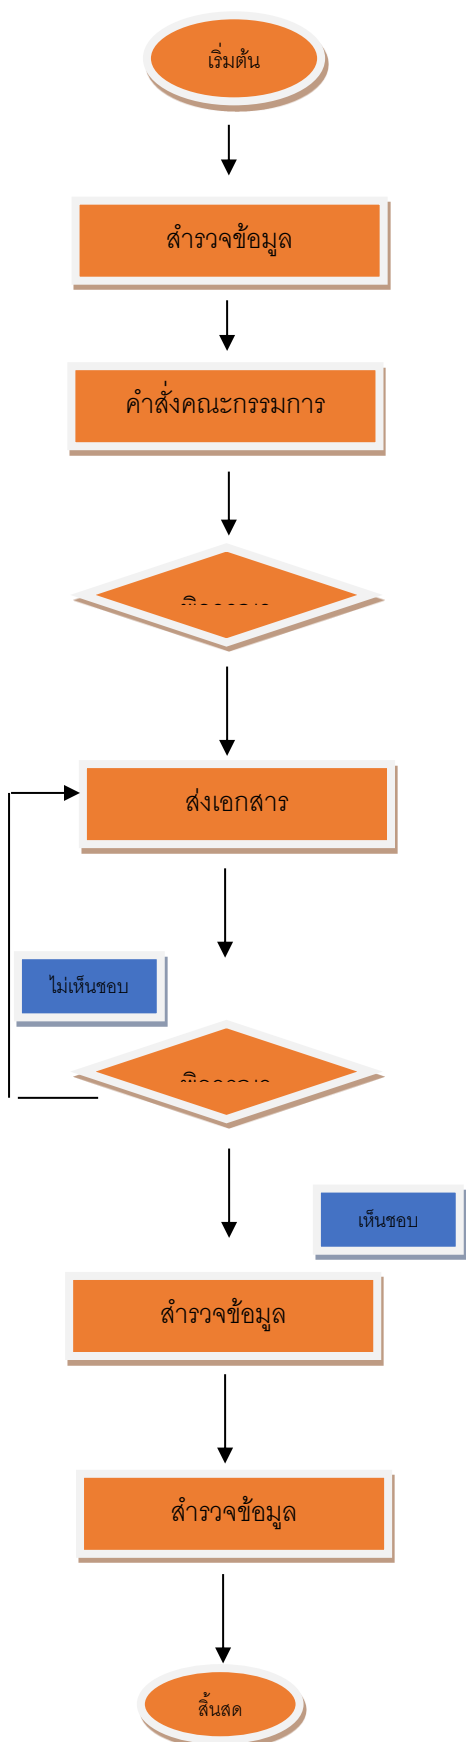 เริ่มต้น
สำรวจข้อมูล
คำสั่งคณะกรรมการ
ส่งเอกสาร
ไม่เห็นชอบ
เห็นชอบ
สำรวจข้อมูล
สำรวจข้อมูล
สิ้นสด